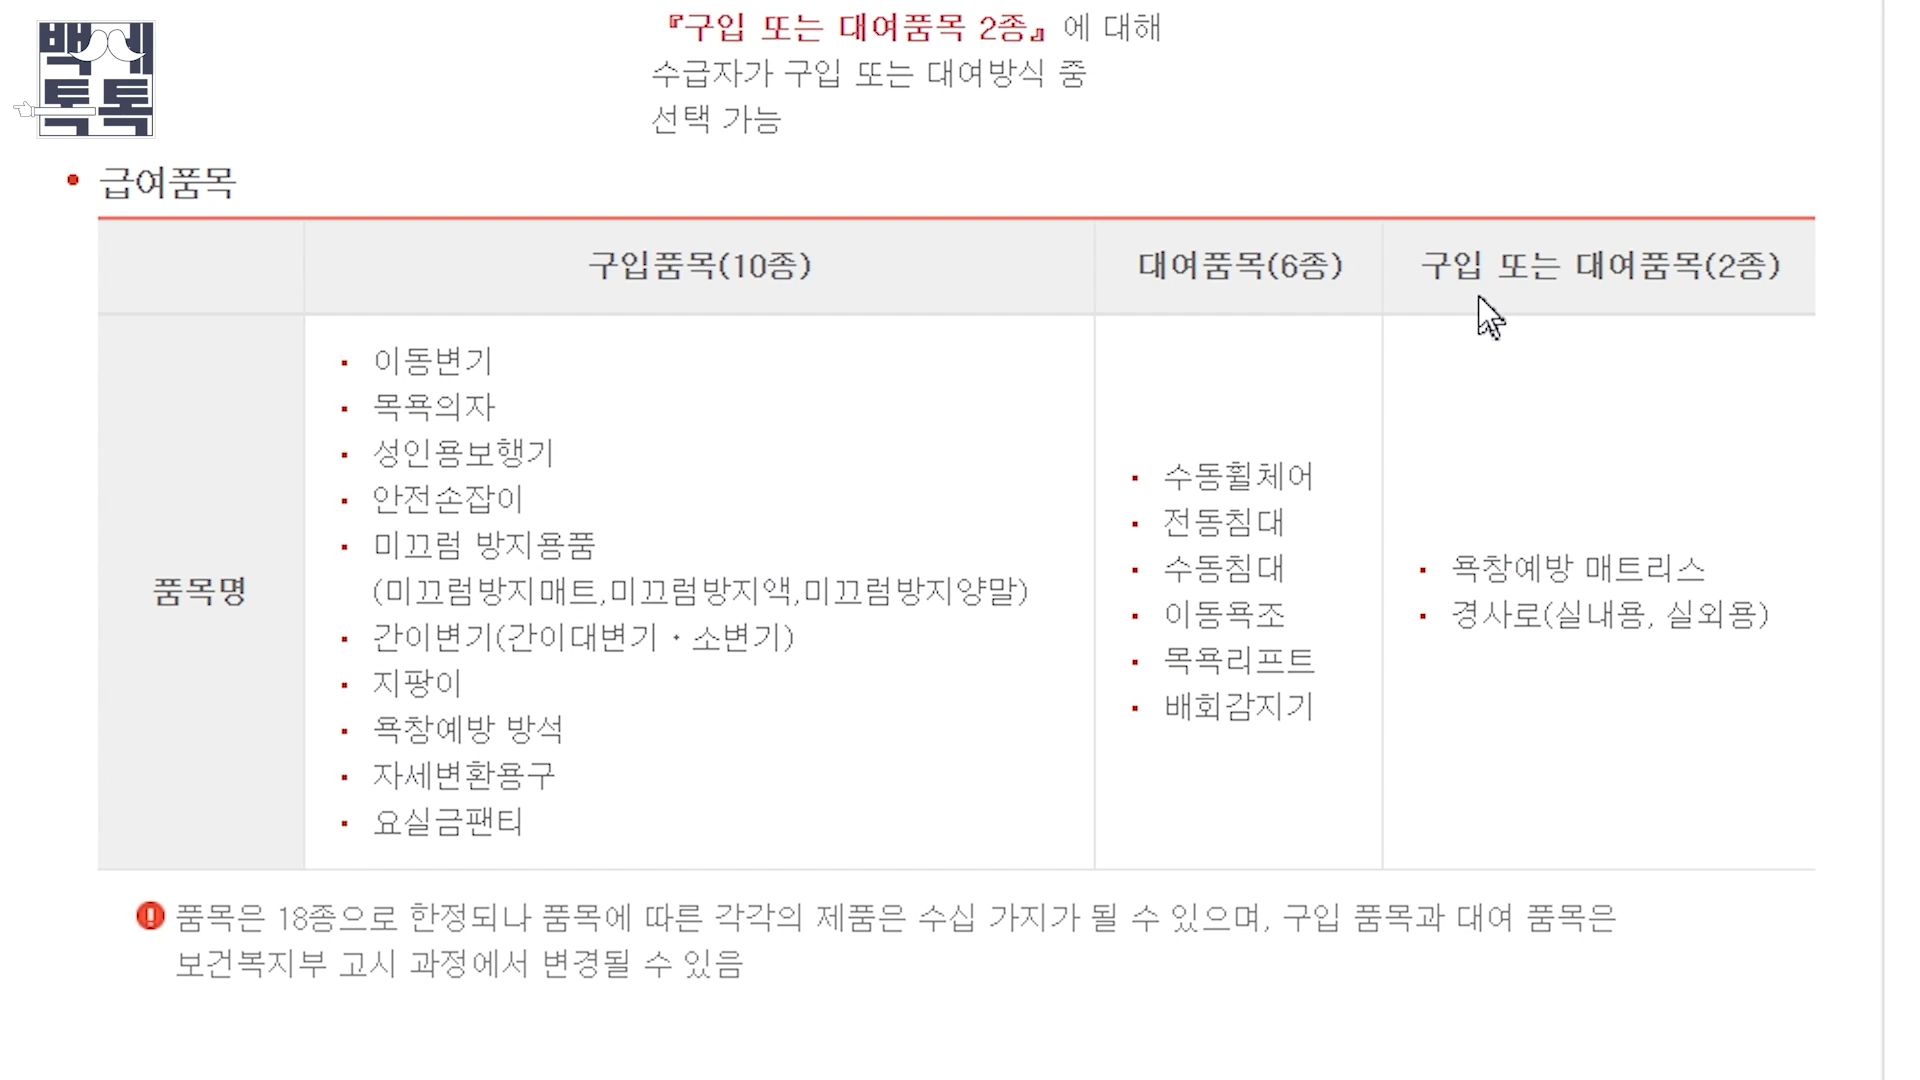 백세
톡톡
『구입 또는 대여품목 2종』에 대해
수급자가 구입 또는 대여방식 중
선택 가능
급여품목
구입품목(10종)
대여품목(6종)
구입 또는 대여품목(2종)
품목명
이동변기
목욕의자
성인용보행기
안전손잡이
미끄럼 방지용품
(미끄럼방지매트,미끄럼방지액,미끄럼방지양말)
간이변기(간이대변기・소변기)
지팡이
욕창예방 방석
자세변환용구
요실금팬티
수동휠체어
전동침대
수동침대
이동욕조
목욕리프트
배회감지기
욕창예방 매트리스
경사로(실내용, 실외용)
품목은 18종으로 한정되나 품목에 따른 각각의 제품은 수십 가지가 될 수 있으며, 구입 품목과 대여 품목은
보건복지부 고시 과정에서 변경될 수 있음